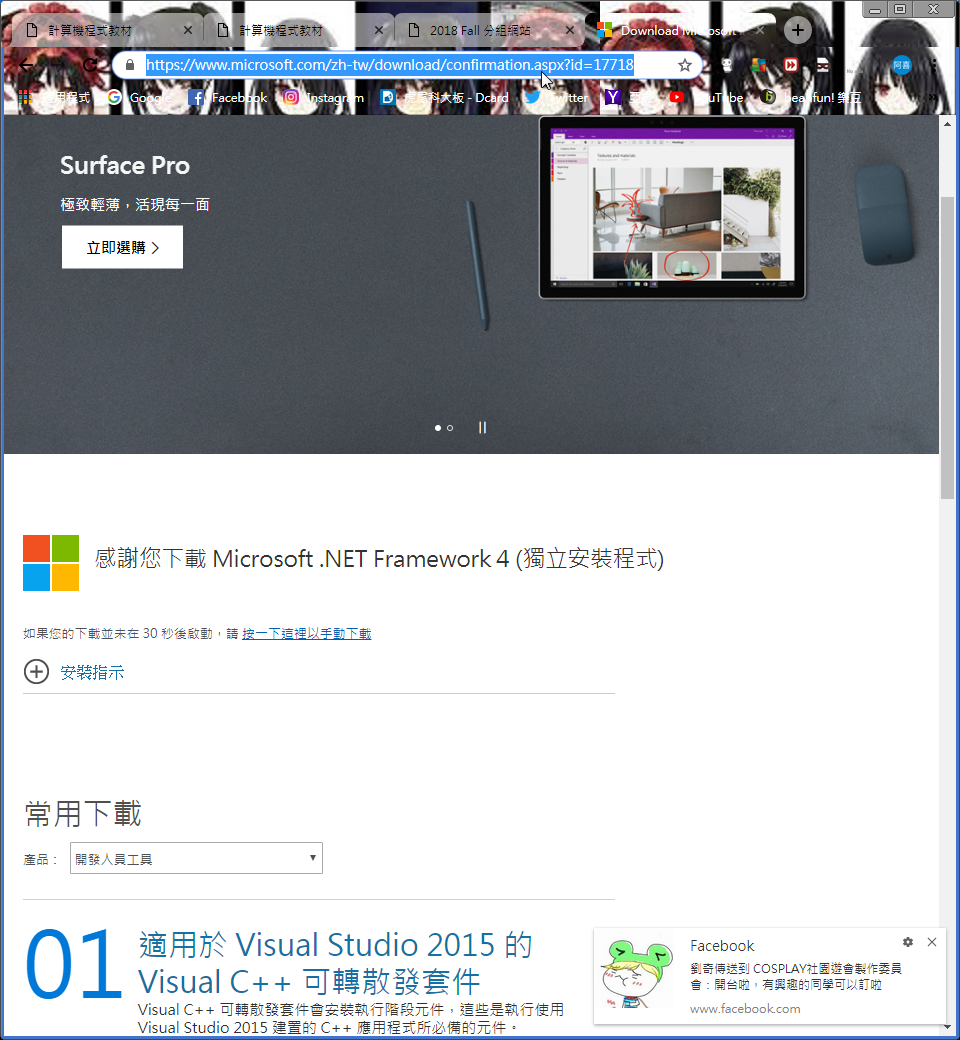 計算機程式教材
計算機程式教材
2018 Fall 分組網站
Download Microsoft
https://www.microsoft.com/zh-tw/download/confirmation.aspx?id=17718
阿喜
應用程式
Google
Facebook
Instagram
Dcard
Twitter
YouTube
beanfun! 樂豆
Surface Pro
極致輕薄，活現每一面
立即選購
感謝您下載 Microsoft .NET Framework 4 (獨立安裝程式)
如果您的下載並未在 30 秒後啟動，請 按一下這裡以手動下載
安裝指示
常用下載
產品：
開發人員工具
01
適用於 Visual Studio 2015 的
Visual C++ 可轉散發套件
Visual C++ 可轉散發套件會安裝執行階段元件，這些是執行使用
Visual Studio 2015 建置的 C++ 應用程式所必備的元件。
Facebook
劉奇傳送到 COSPLAY社園遊會製作委員
會：開台啦，有興趣的同學可以訂啦
www.facebook.com